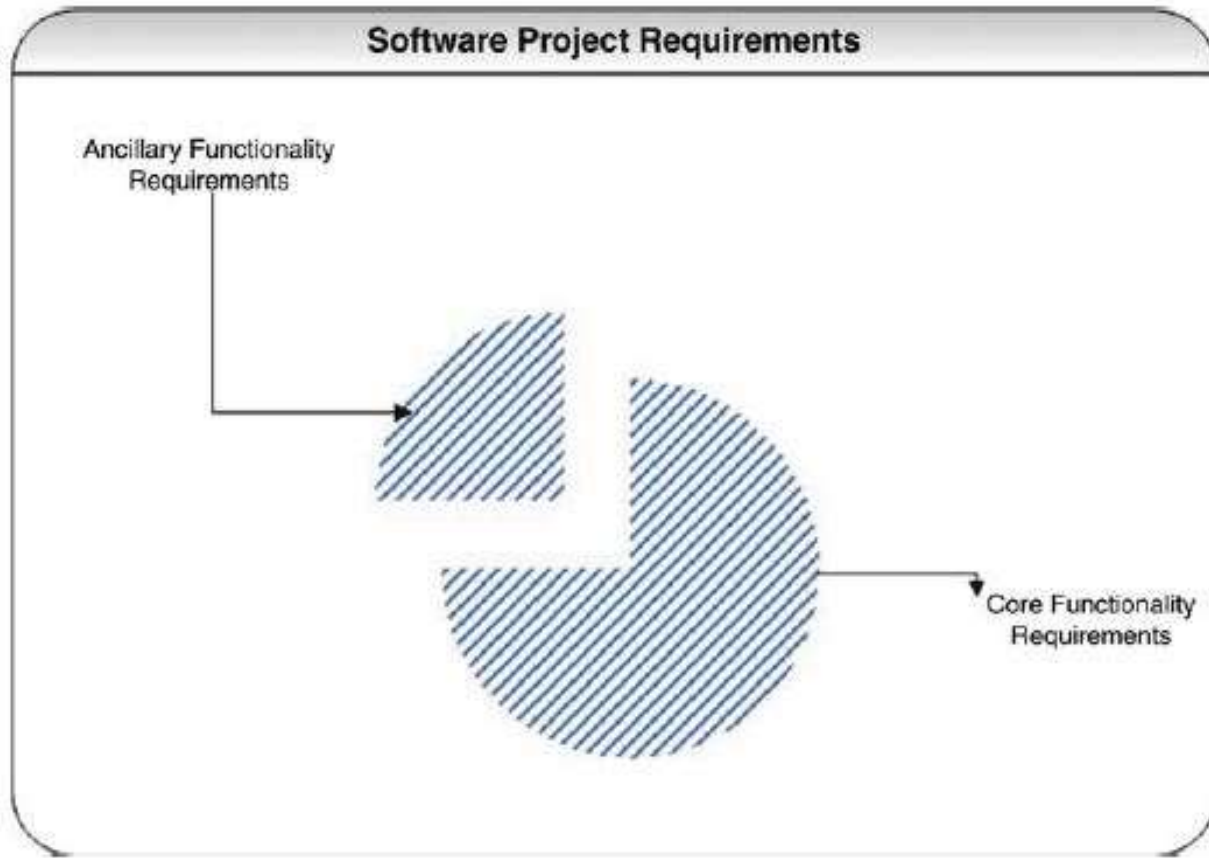 Software Project Requirements
Ancillary Functionality
Requirements
Core Functionality
Requirements